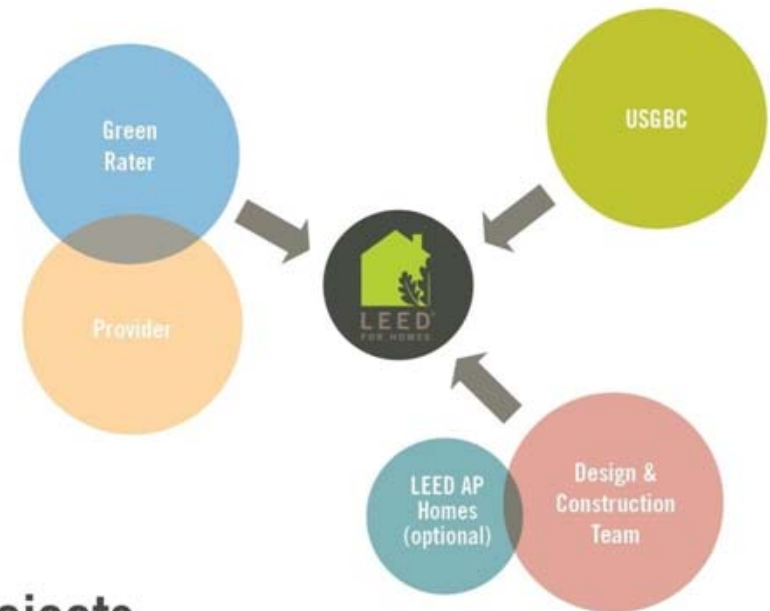 Green
Rater
USGBC
Provider
LEED®
FOR HOMES
LEED AP
Homes
(optional)
Design &
Construction
Team